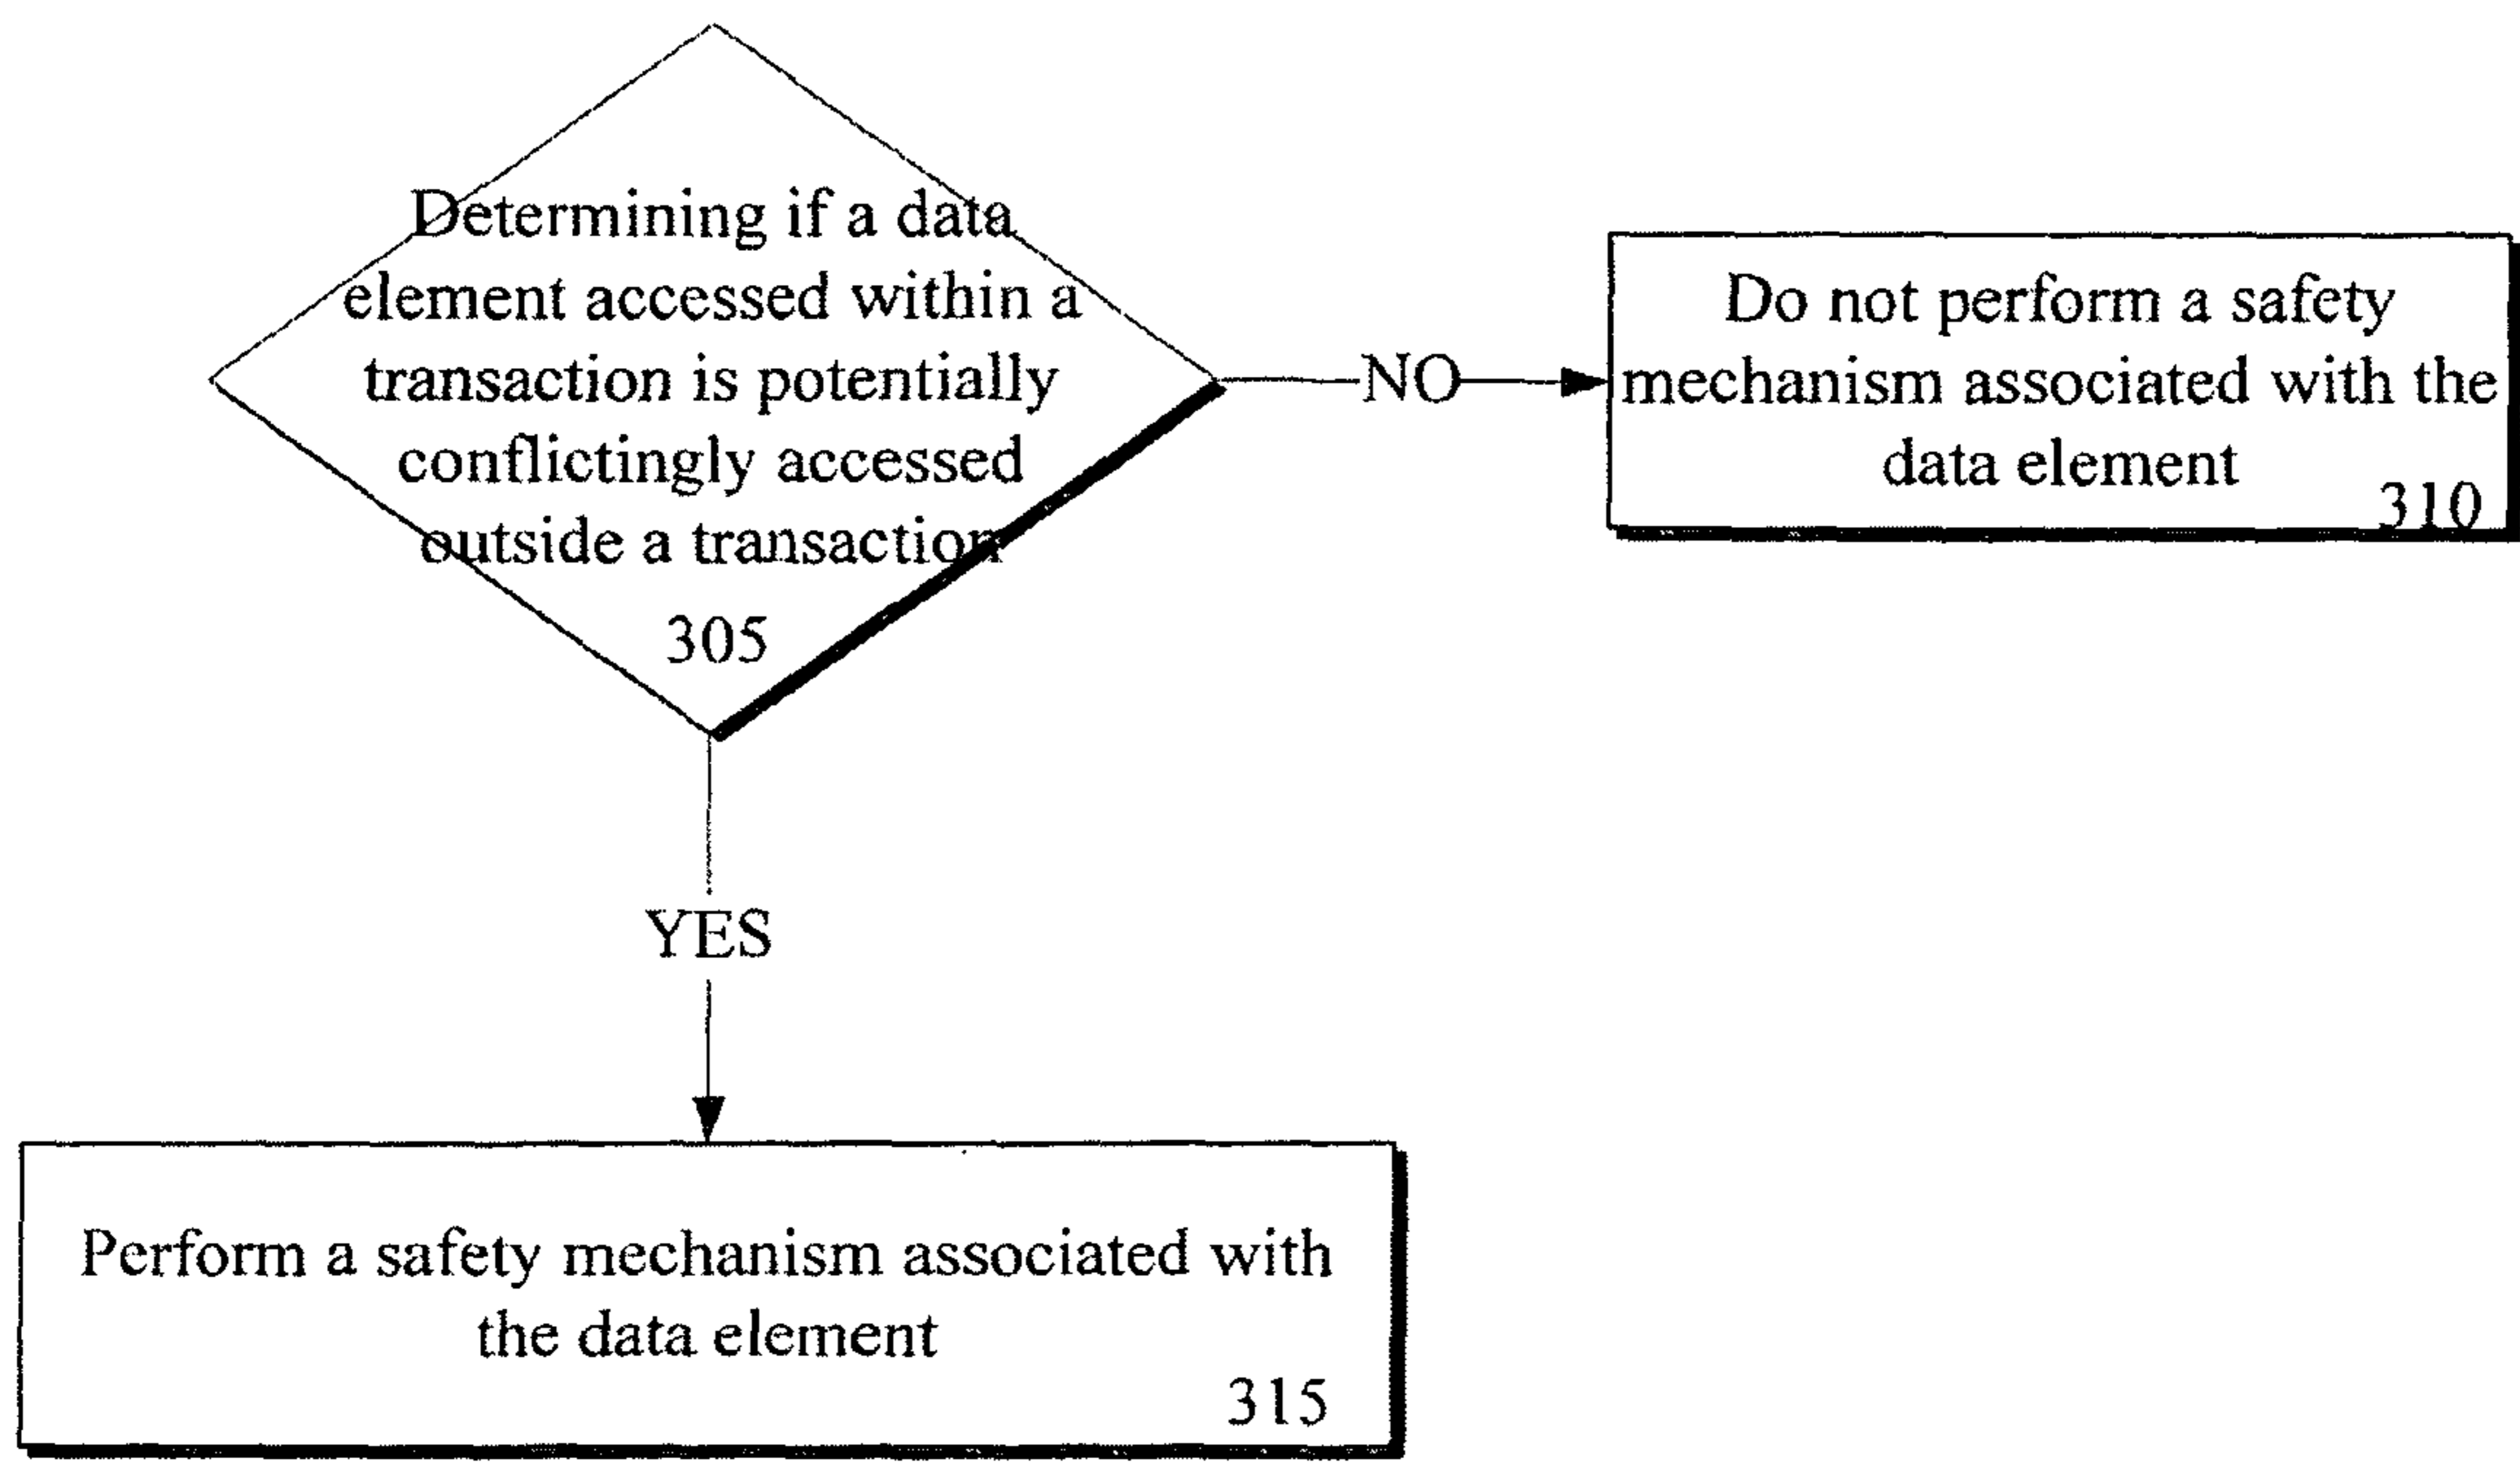 Determining if a data
element accessed within a
transaction is potentially
conflictingly accessed
outside a transaction
305
NO
Do not perform a safety
mechanism associated with the
data element
310
YES
Perform a safety mechanism associated with
the data element
315